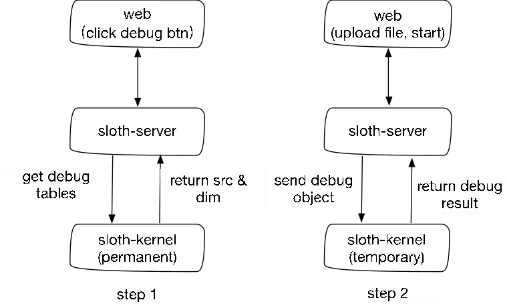 web
(click debug btn)
sloth-server
get debug
tables
return src &
dim
sloth-kernel
(permanent)
step 1
web
(upload file, start)
sloth-server
send debug
object
return debug
result
sloth-kernel
(temporary)
step 2